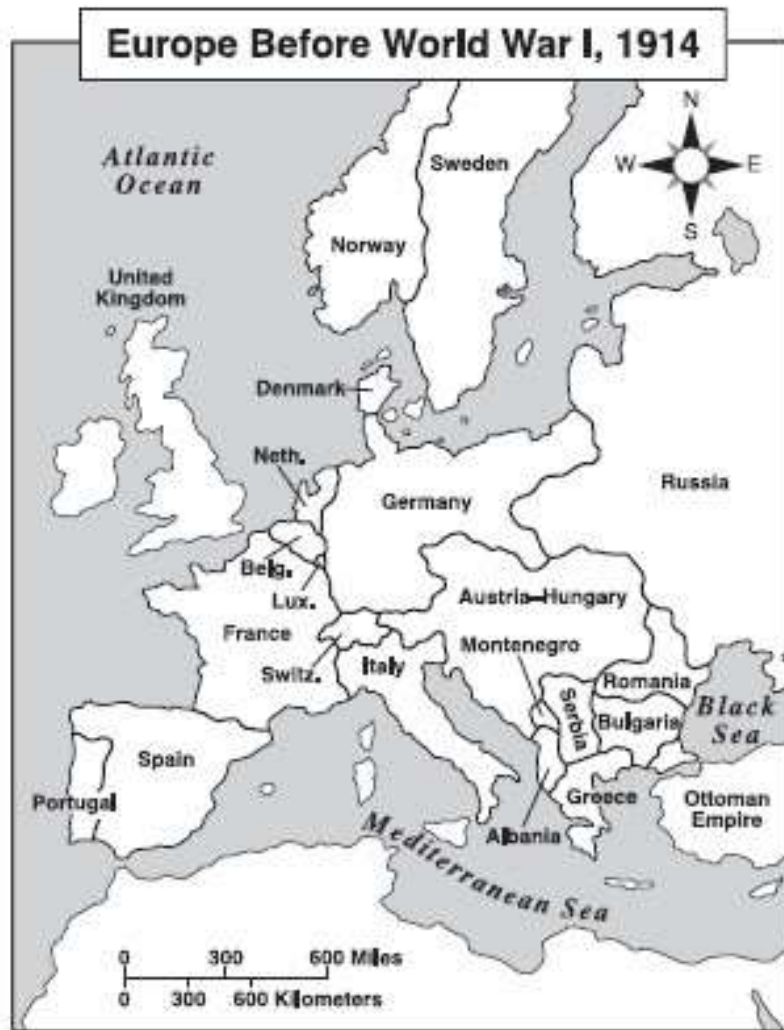 Europe Before World War I, 1914
N
W
E
S
Atlantic
Ocean
Sweden
Norway
United
Kingdom
Denmark
Neth.
Germany
Russia
Belg.
Lux.
Austria-Hungary
France
Montenegro
Switz.
Italy
Romania
Serbia
Bulgaria
Black
Sea
Spain
Portugal
Greece
Ottoman
Empire
Albania
Mediterranean Sea
0 300 600 Miles
0 300 600 Kilometers